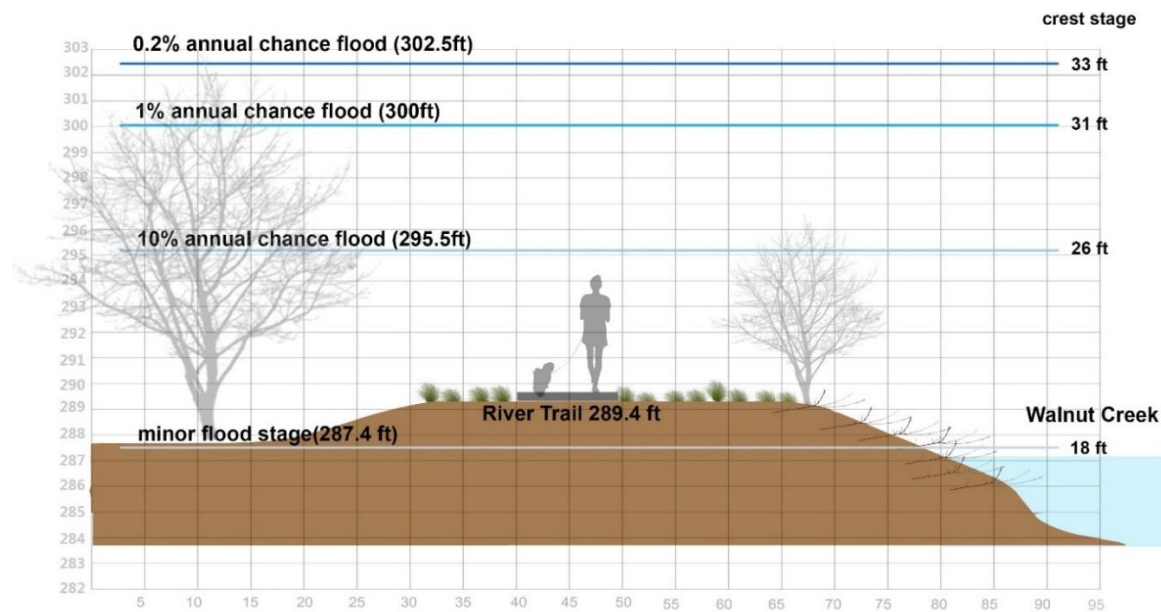 crest stage
0.2% annual chance flood (302.5ft)
33 ft
1% annual chance flood (300ft)
31 ft
10% annual chance flood (295.5ft)
26 ft
River Trail 289.4 ft
Walnut Creek
minor flood stage(287.4 ft)
18 ft
303
302
301
300
299
298
297
296
295
294
293
292
291
290
289
288
287
286
285
284
283
282
5 10 15 20 25 30 35 40 45 50 55 60 65 70 75 80 85 90 95